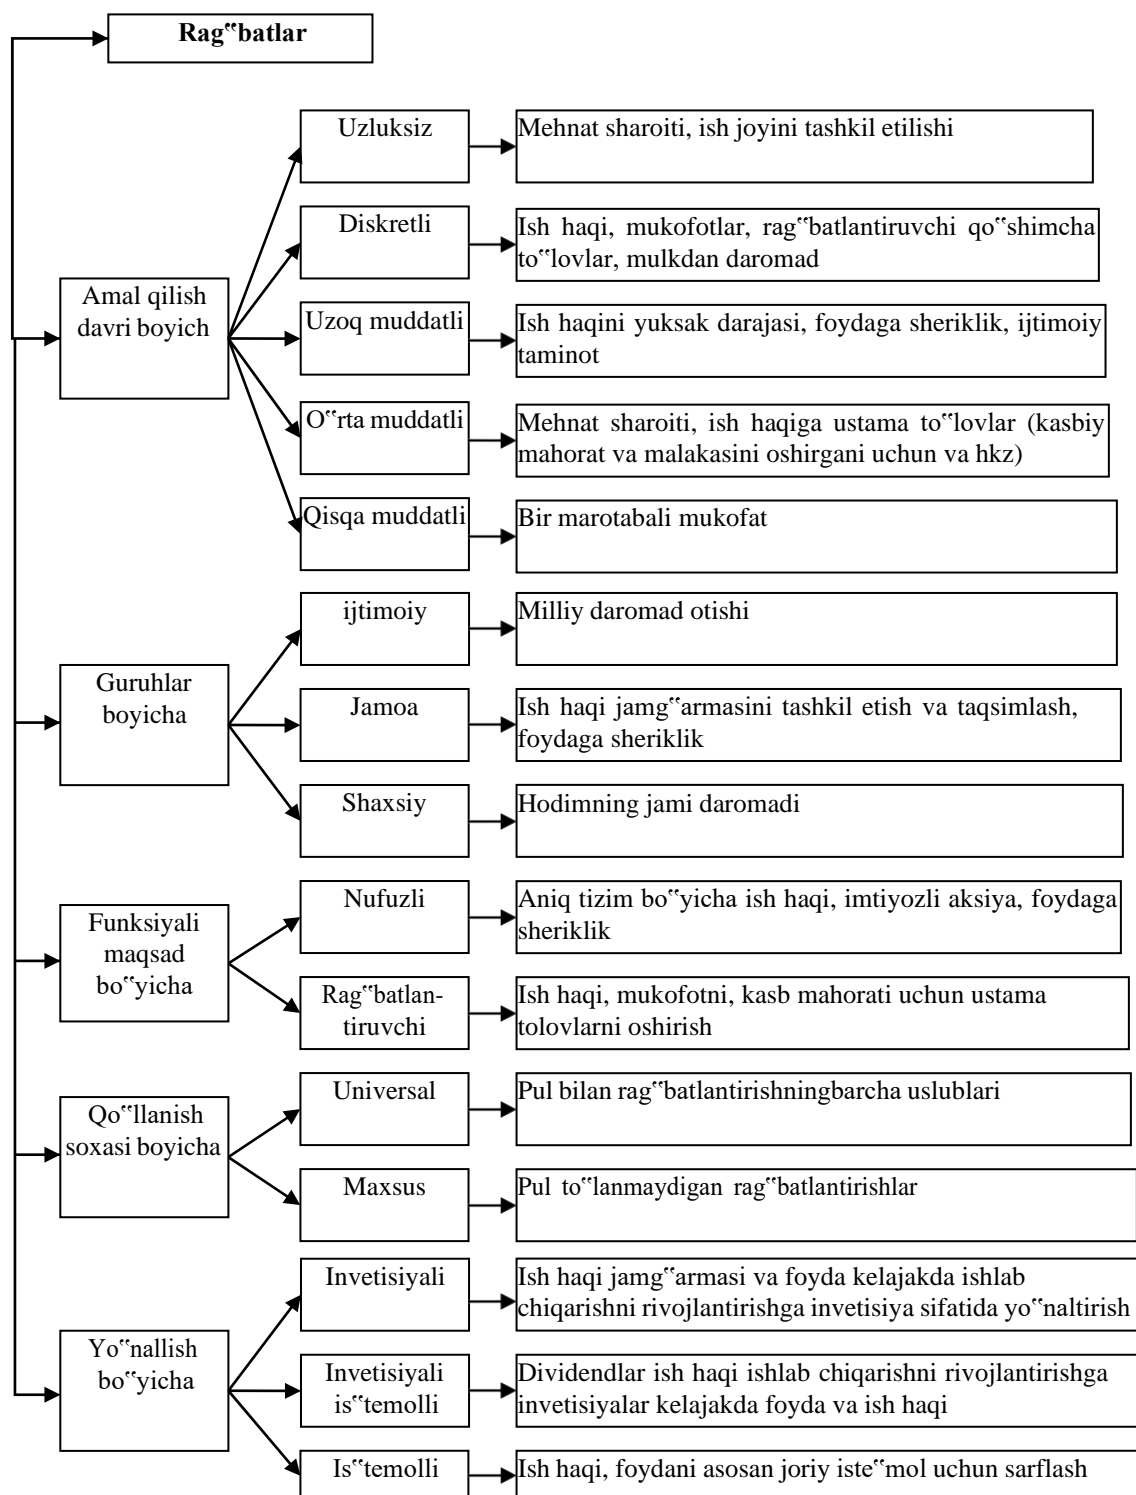 Rag‟batlar
Amal qilish
davri boyich
Uzluksiz
Mehnat sharoiti, ish joyini tashkil etilishi
Diskretli
Ish haqi, mukofotlar, rag‟batlantiruvchi qo‟shimcha
to‟lovlar, mulkdan daromad
Uzoq muddatli
Ish haqini yuksak darajasi, foydaga sheriklik, ijtimoiy
taminot
O‟rta muddatli
Mehnat sharoiti, ish haqiga ustama to‟lovlar (kasbiy
mahorat va malakasini oshirgani uchun va hkz)
Qisqa muddatli
Bir marotabali mukofat
Guruhlar
boyicha
ijtimoiy
Milliy daromad otishi
Jamoa
Ish haqi jamg‟armasini tashkil etish va taqsimlash,
foydaga sheriklik
Shaxsiy
Hodimning jami daromadi
Funksiyali
maqsad
bo‟yicha
Nufuzli
Aniq tizim bo‟yicha ish haqi, imtiyozli aksiya, foydaga
sheriklik
Rag‟batlan-
tiruvchi
Ish haqi, mukofotni, kasb mahorati uchun ustama
tolovlarni oshirish
Qo‟llanish
soxasi boyicha
Universal
Pul bilan rag‟batlantirishningbarcha uslublari
Maxsus
Pul to‟lanmaydigan rag‟batlantirishlar
Yo‟nallish
bo‟yicha
Invetisiyali
Ish haqi jamg‟armasi va foyda kelajakda ishlab
chiqarishni rivojlantirishga invetisiya sifatida yo‟naltirish
Invetisiyali
is‟temolli
Dividendlar ish haqi ishlab chiqarishni rivojlantirishga
invetisiyalar kelajakda foyda va ish haqi
Is‟temolli
Ish haqi, foydani asosan joriy iste‟mol uchun sarflash